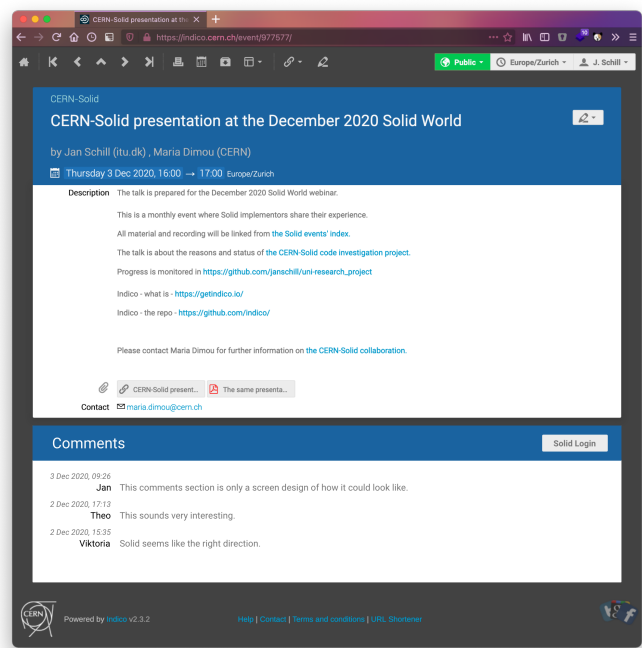 CERN-Solid presentation at the
https://indico.cern.ch/event/977577/
10
Public
Europe/Zurich
J. Schill
CERN-Solid
CERN-Solid presentation at the December 2020 Solid World
by Jan Schill (itu.dk) , Maria Dimou (CERN)
Thursday 3 Dec 2020, 16:00 → 17:00 Europe/Zurich
Description The talk is prepared for the December 2020 Solid World webinar.
This is a monthly event where Solid implementors share their experience.
All material and recording will be linked from the Solid events' index.
The talk is about the reasons and status of the CERN-Solid code investigation project.
Progress is monitored in https://github.com/janschill/uni-research_project
Indico - what is - https://getindico.io/
Indico - the repo - https://github.com/indico/
Please contact Maria Dimou for further information on the CERN-Solid collaboration.
CERN-Solid present... The same presenta...
Contact maria.dimou@cern.ch
Comments Solid Login
3 Dec 2020, 09:26
Jan This comments section is only a screen design of how it could look like.
2 Dec 2020, 17:13
Theo This sounds very interesting.
2 Dec 2020, 15:35
Viktoria Solid seems like the right direction.
CERN Powered by Indico v2.3.2 Help | Contact | Terms and conditions | URL Shortener